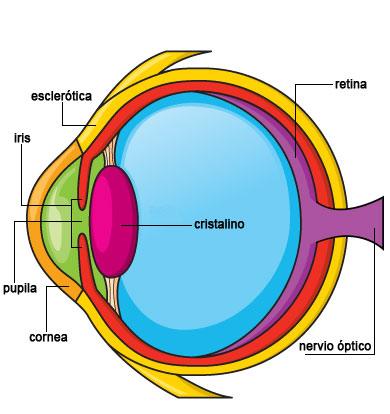 retina
esclerótica
iris
cristalino
pupila
cornea
nervio óptico